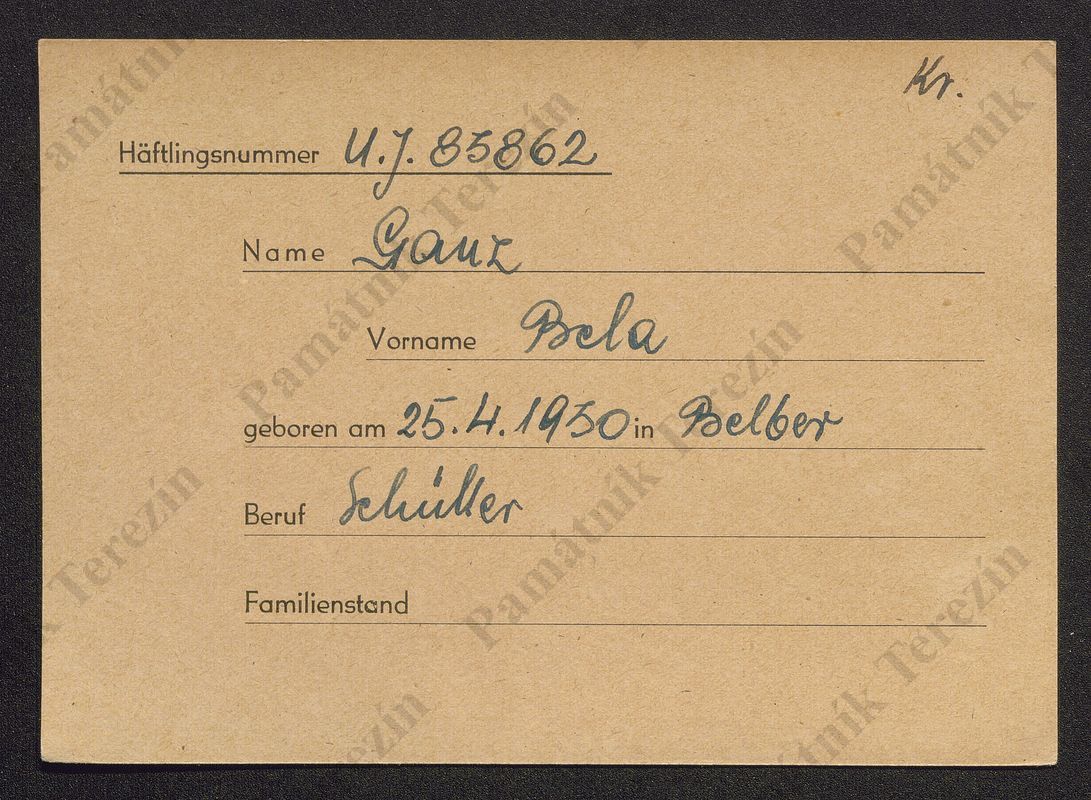 Kr.
Häftlingsnummer U.J. 85862
Name Ganz
Vorname Bela
geboren am 25.4.1930 in Belber
Beruf Schüller
Familienstand
Památník Terezín